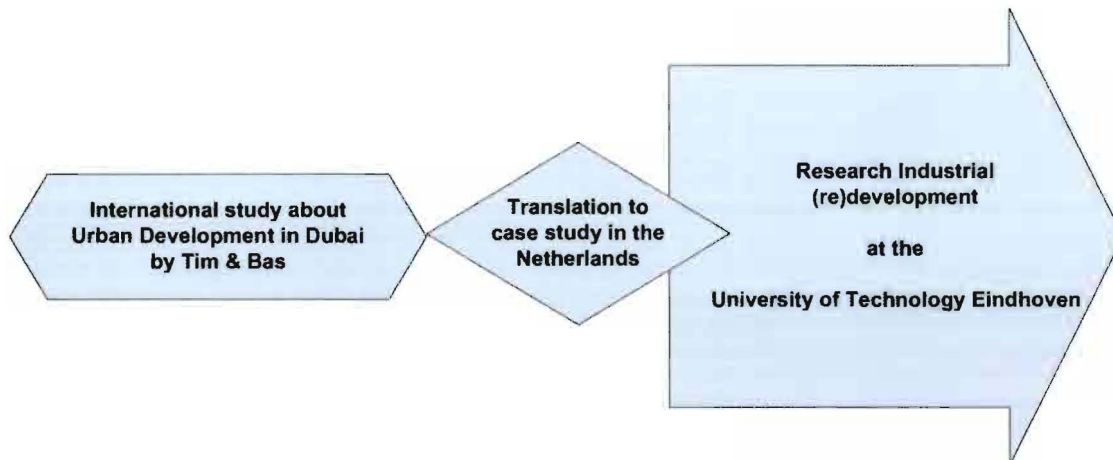 International study about
Urban Development in Dubai
by Tim & Bas
Translation to
case study in the
Netherlands
Research Industrial
(re)development
at the
University of Technology Eindhoven